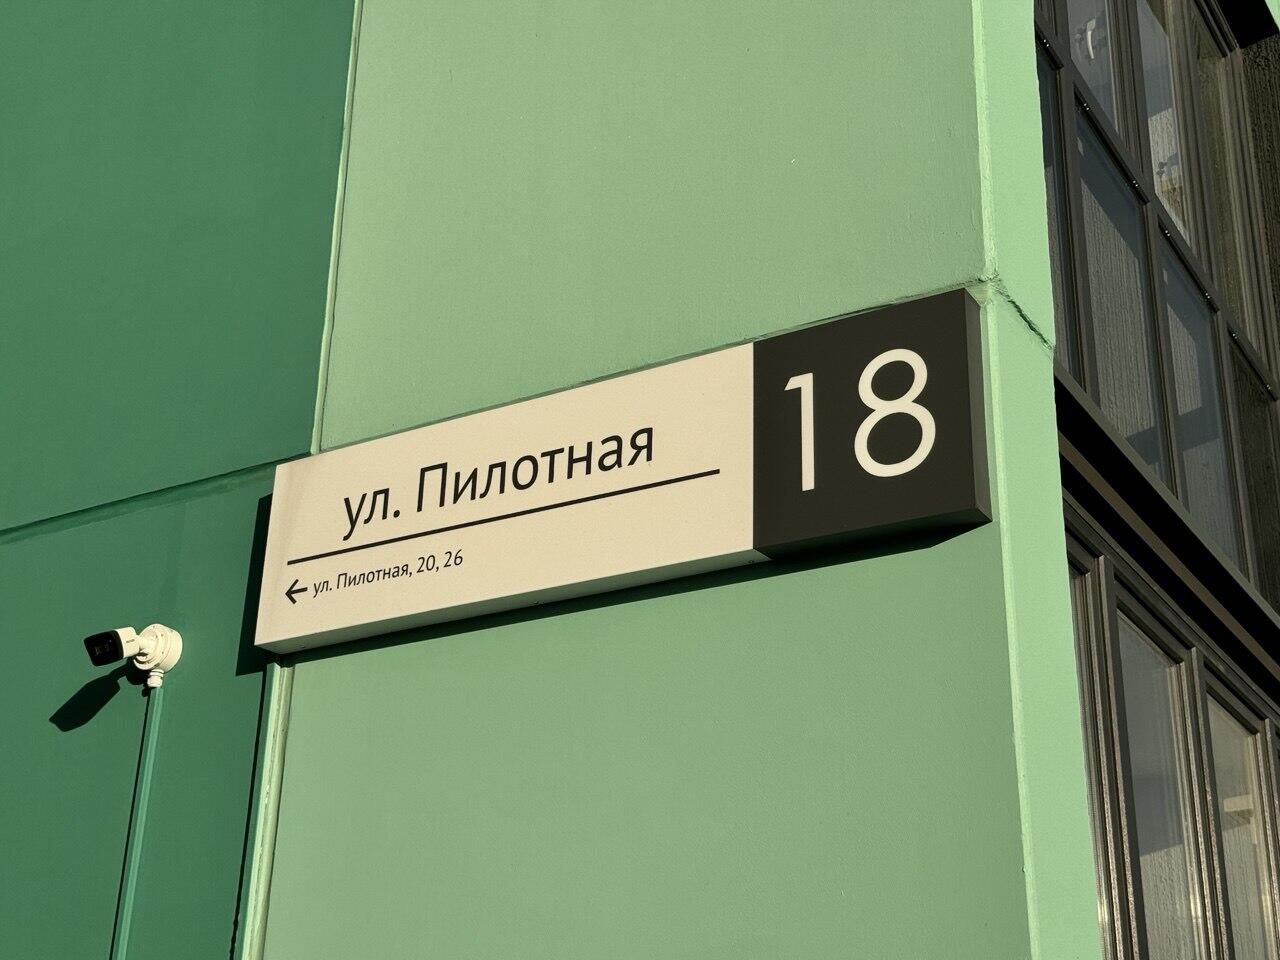 ул. Пилотная
18
← ул. Пилотная, 20, 26